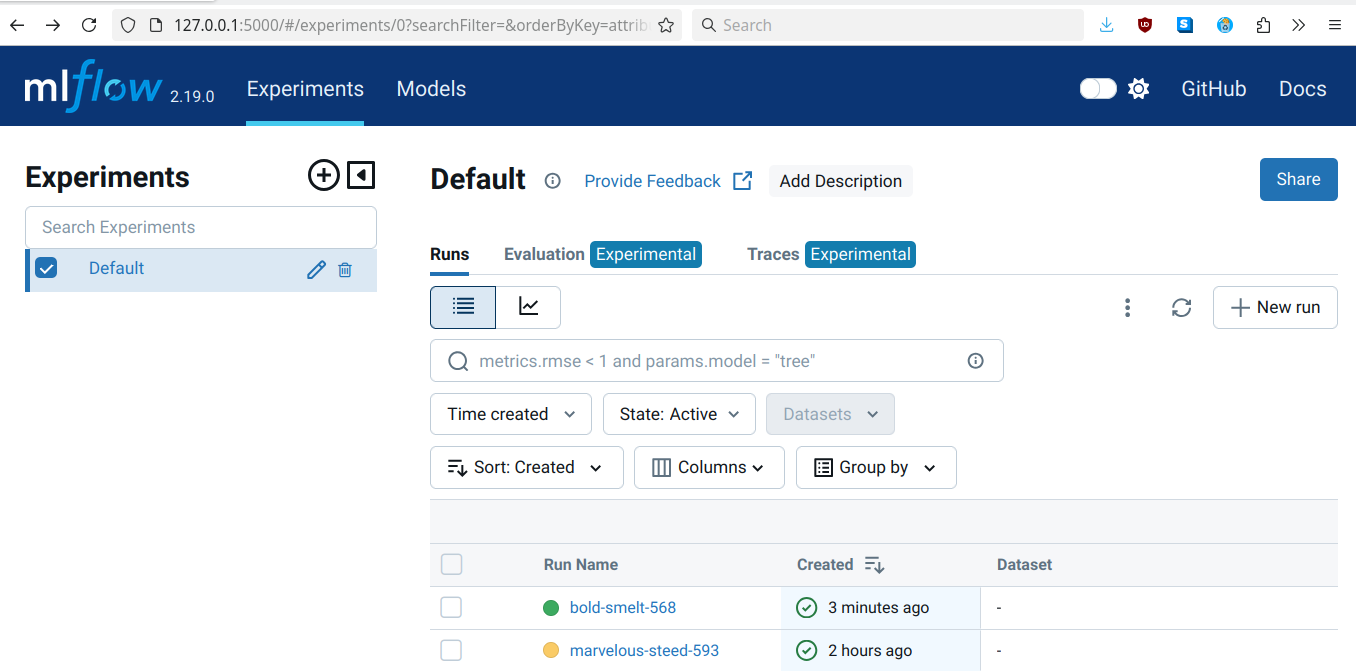 127.0.0.1:5000/#/experiments/0?searchFilter=&orderByKey=attrib
Search
mlflow 2.19.0 Experiments Models GitHub Docs
Experiments
Search Experiments
Default
Default Provide Feedback Add Description Share
Runs Evaluation Experimental Traces Experimental
New run
metrics.rmse < 1 and params.model = "tree"
Time created State: Active Datasets
Sort: Created Columns Group by
Run Name Created Dataset
bold-smelt-568 3 minutes ago -
marvelous-steed-593 2 hours ago -